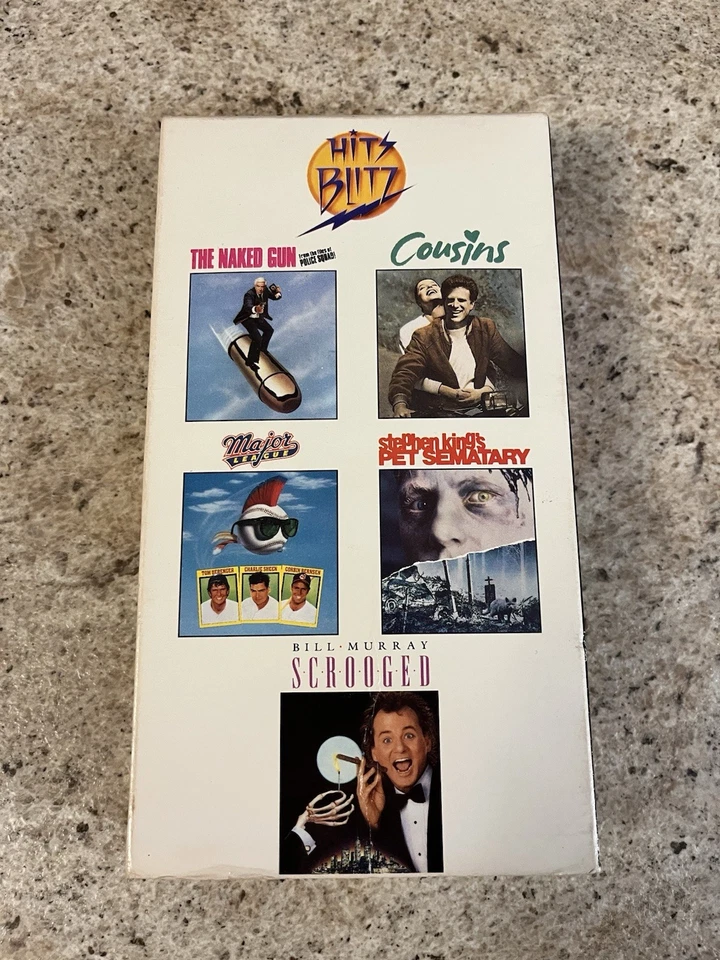 HITS
BLITZ
THE NAKED GUN from the files of POLICE SQUAD!
Cousins
Major
LEAGUE
TOM BERENGER CHARLIE SHEEN CORBIN BERNSEN
stephen king's
PET SEMATARY
BILL · MURRAY
S·C·R·O·O·G·E·D